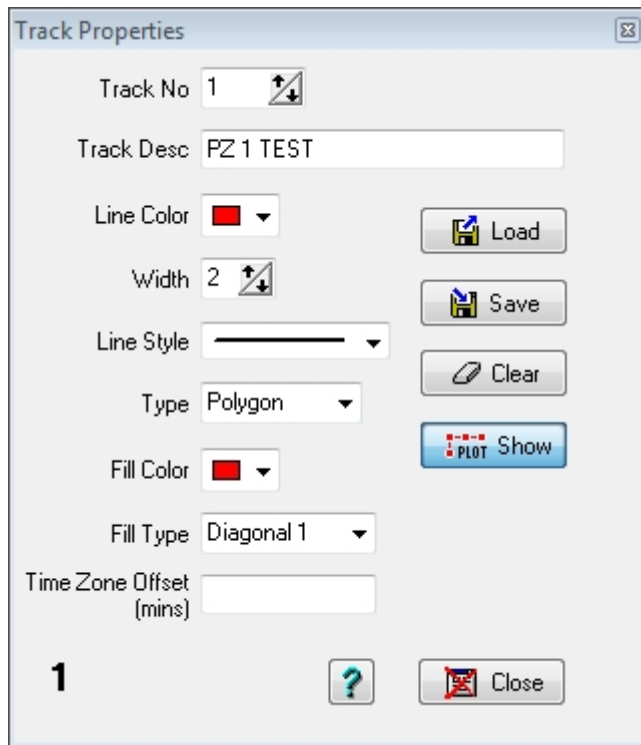 Track Properties
Track No 1
Track Desc PZ 1 TEST
Line Color
Load
Width 2
Save
Line Style
Clear
Type Polygon
PLOT Show
Fill Color
Fill Type Diagonal 1
Time Zone Offset
(mins)
1
? Close